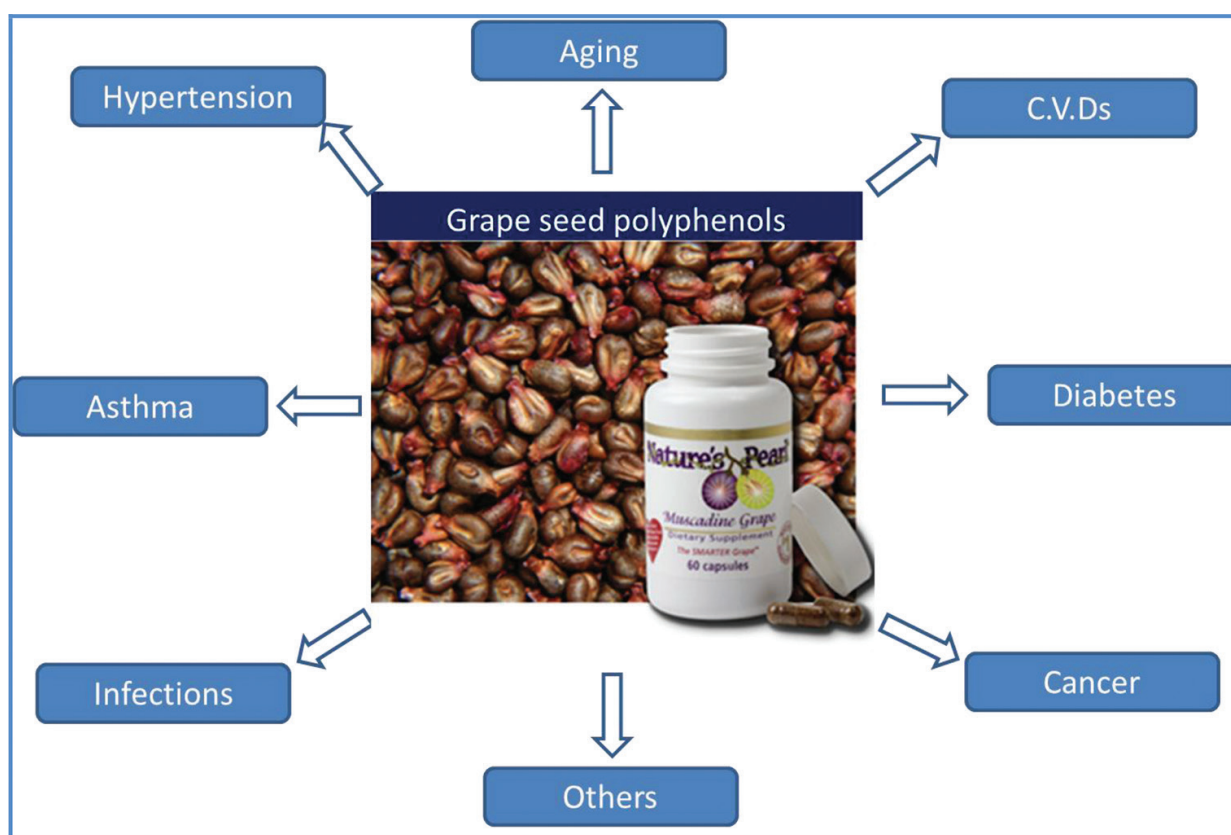 Aging
Hypertension
C.V.Ds
Grape seed polyphenols
Asthma
Diabetes
Nature's Pearl
Muscadine Grape
Dietary Supplement
The SMARTER Grape™
60 capsules
Infections
Cancer
Others